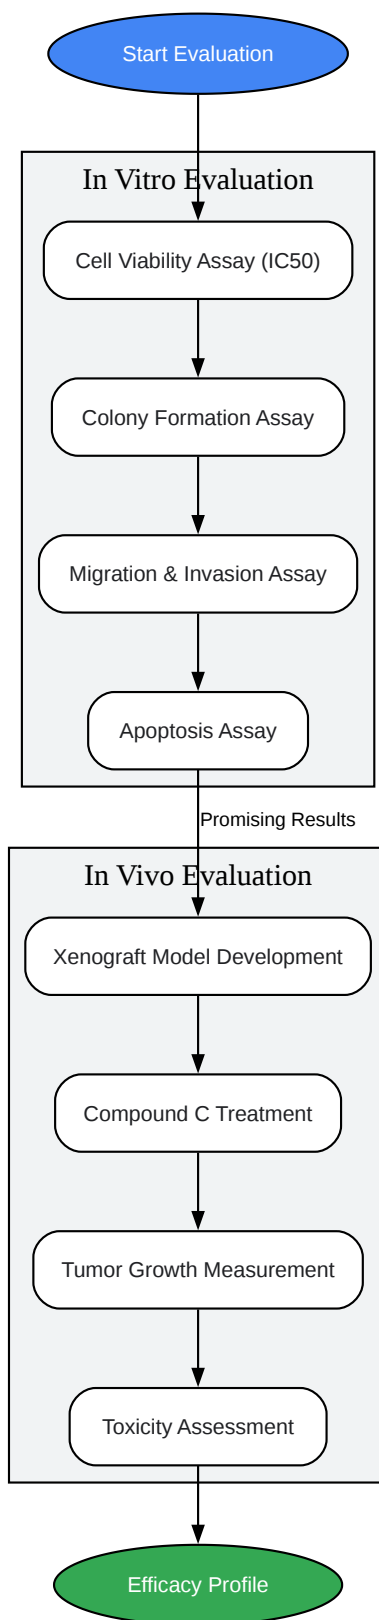 Start Evaluation
In Vitro Evaluation
Cell Viability Assay (IC50)
Colony Formation Assay
Migration & Invasion Assay
Apoptosis Assay
Promising Results
In Vivo Evaluation
Xenograft Model Development
Compound C Treatment
Tumor Growth Measurement
Toxicity Assessment
Efficacy Profile